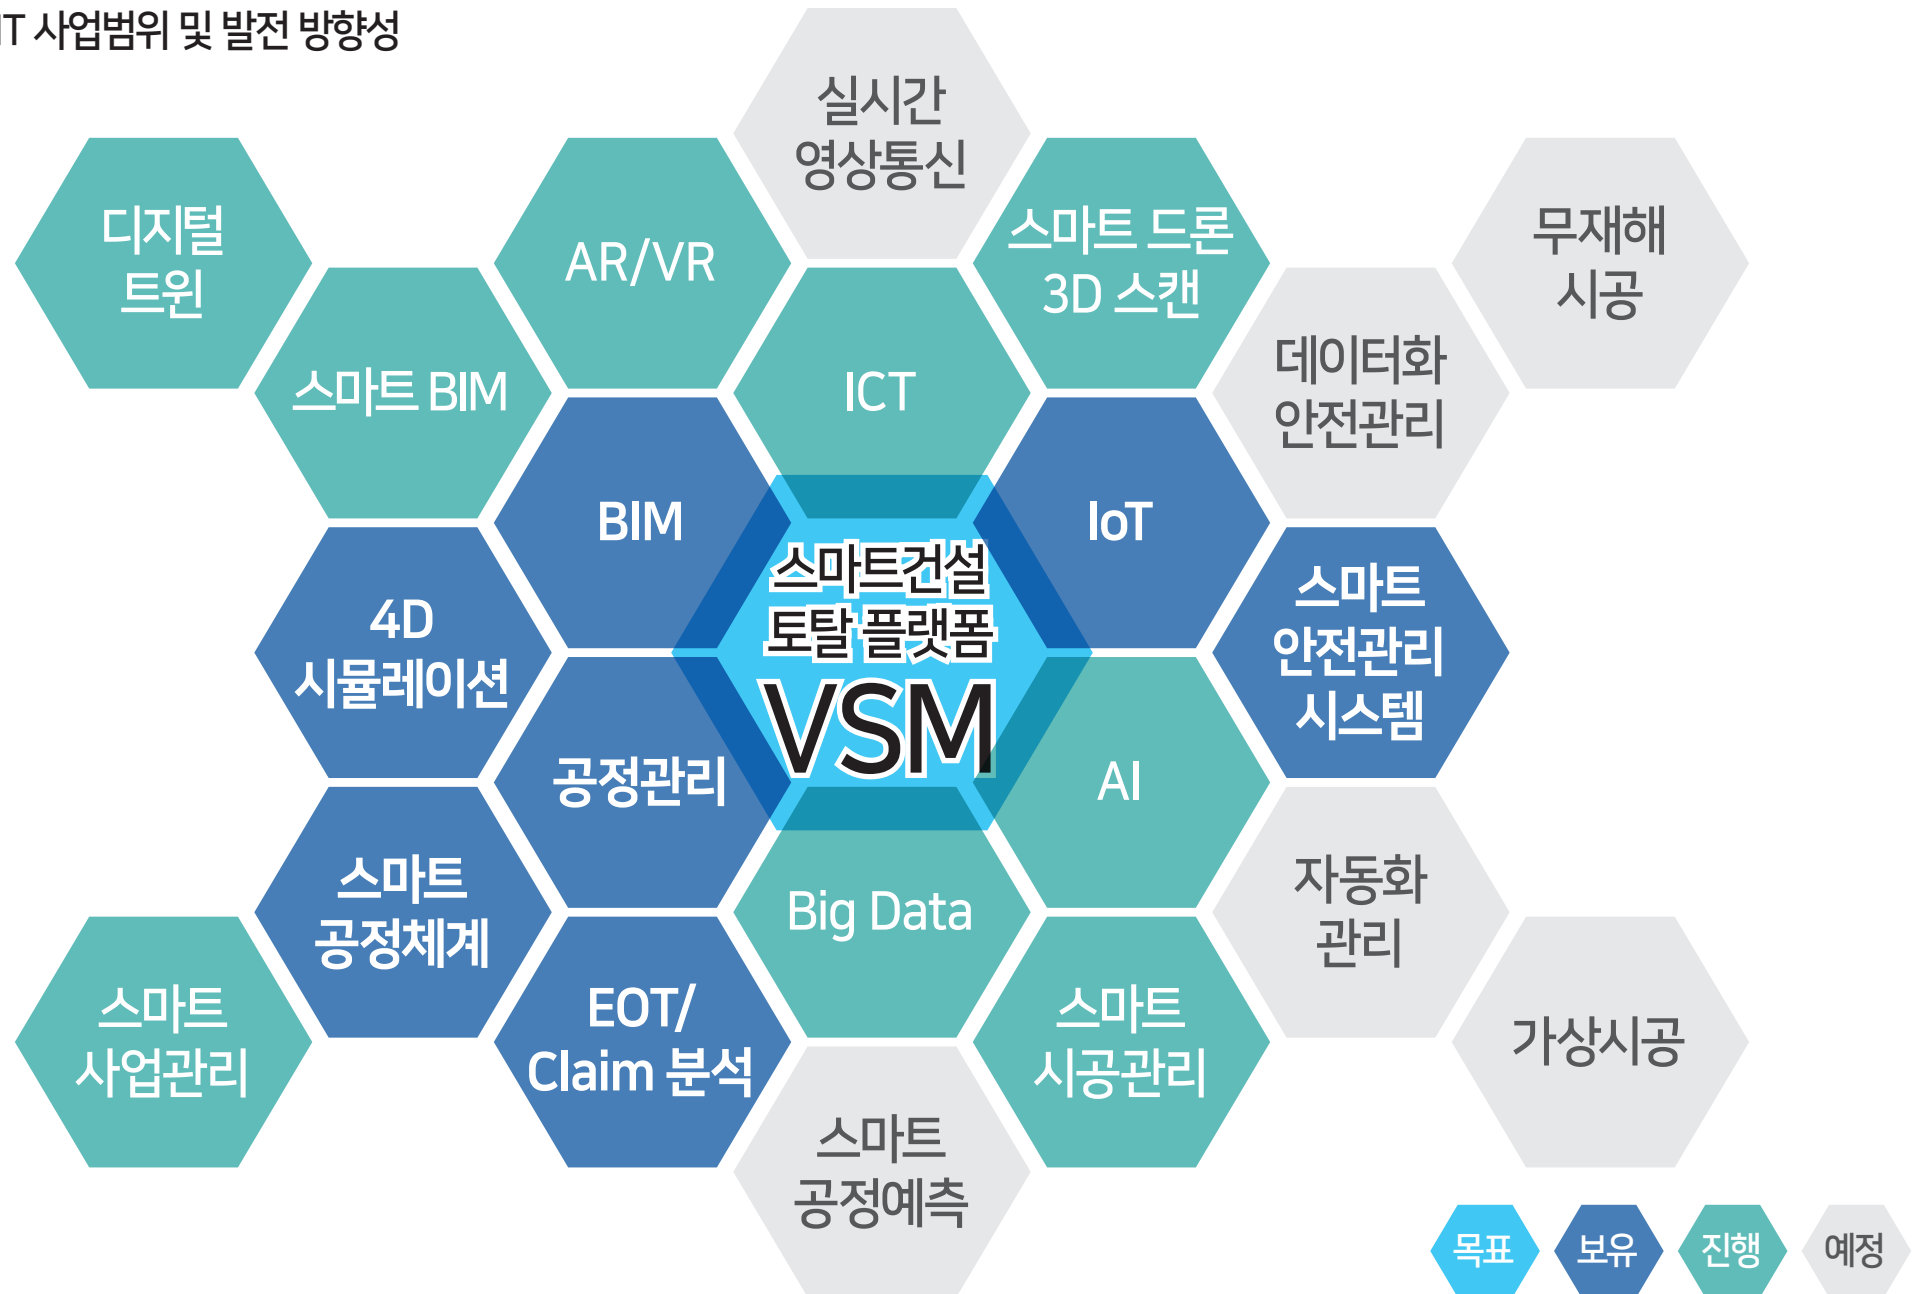 IT 사업범위 및 발전 방향성
실시간
영상통신
디지털
트윈
AR/VR
스마트 드론
3D 스캔
무재해
시공
스마트 BIM
ICT
데이터화
안전관리
BIM
IoT
스마트건설
토탈 플랫폼
VSM
4D
시뮬레이션
스마트
안전관리
시스템
공정관리
AI
스마트
공정체계
Big Data
자동화
관리
스마트
사업관리
EOT/
Claim 분석
스마트
시공관리
가상시공
스마트
공정예측
목표
보유
진행
예정